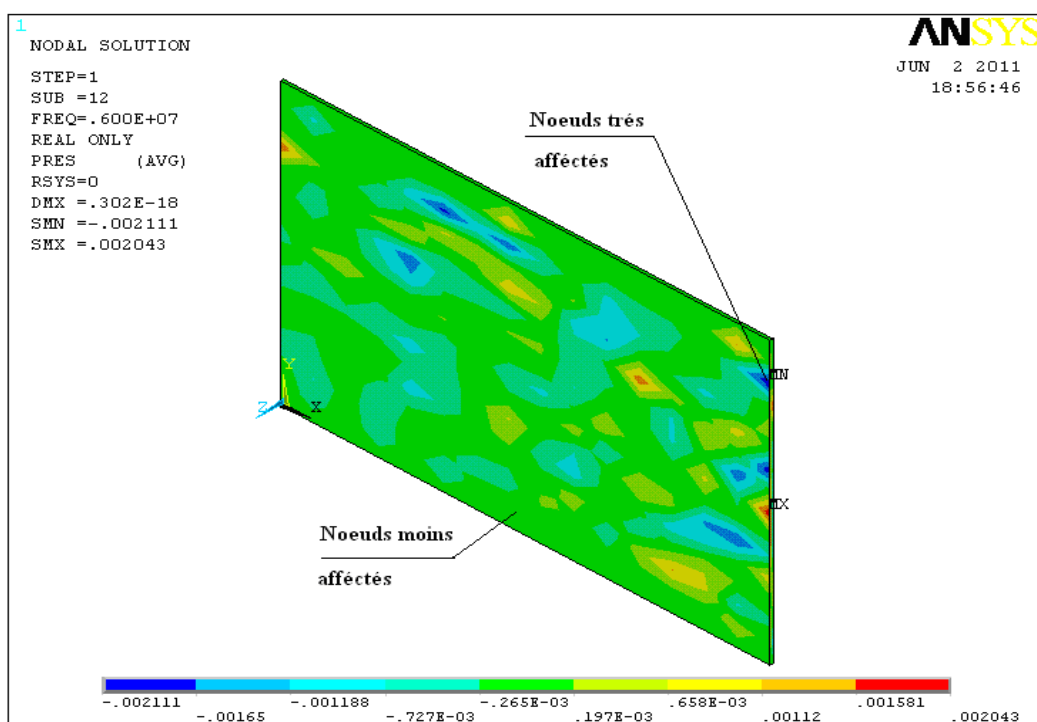 1
NODAL SOLUTION
STEP=1
SUB =12
FREQ=.600E+07
REAL ONLY
PRES (AVG)
RSYS=0
DMX =.302E-18
SMN =-.002111
SMX =.002043
ANSYS
JUN 2 2011
18:56:46
Noeuds trés
afféctés
MN
Y
Z X
MX
Noeuds moins
afféctés
-.002111 -.001188 -.265E-03 .658E-03 .001581
-.00165 -.727E-03 .197E-03 .00112 .002043